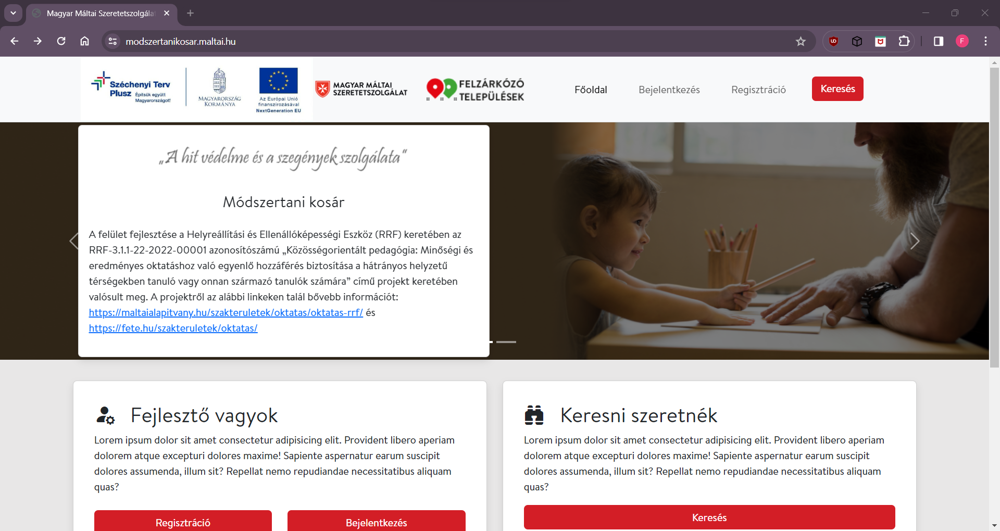 Magyar Máltai Szeretetszolgála
modszertanikosar.maltai.hu
F
Széchenyi Terv
Plusz
Építsük együtt
Magyarországot!
MAGYARORSZÁG
KORMÁNYA
Az Európai Unió
finanszírozásával
NextGeneration EU
MAGYAR MÁLTAI
SZERETETSZOLGÁLAT
FELZÁRKÓZÓ
TELEPÜLÉSEK
Főoldal
Bejelentkezés
Regisztráció
Keresés
„A hit védelme és a szegények szolgálata"
Módszertani kosár
A felület fejlesztése a Helyreállítási és Ellenállóképességi Eszköz (RRF) keretében az
RRF-3.1.1-22-2022-00001 azonosítószámú „Közösségorientált pedagógia: Minőségi és
eredményes oktatáshoz való egyenlő hozzáférés biztosítása a hátrányos helyzetű
térségekben tanuló vagy onnan származó tanulók számára” című projekt keretében
valósult meg. A projektről az alábbi linkeken talál bővebb információt:
https://maltaialapitvany.hu/szakteruletek/oktatas/oktatas-rrf/ és
https://fete.hu/szakteruletek/oktatas/
Fejlesztő vagyok
Lorem ipsum dolor sit amet consectetur adipisicing elit. Provident libero aperiam
dolorem atque excepturi dolores maxime! Sapiente aspernatur earum suscipit
dolores assumenda, illum sit? Repellat nemo repudiandae necessitatibus aliquam
quas?
Regisztráció
Bejelentkezés
Keresni szeretnék
Lorem ipsum dolor sit amet consectetur adipisicing elit. Provident libero aperiam
dolorem atque excepturi dolores maxime! Sapiente aspernatur earum suscipit
dolores assumenda, illum sit? Repellat nemo repudiandae necessitatibus aliquam
quas?
Keresés